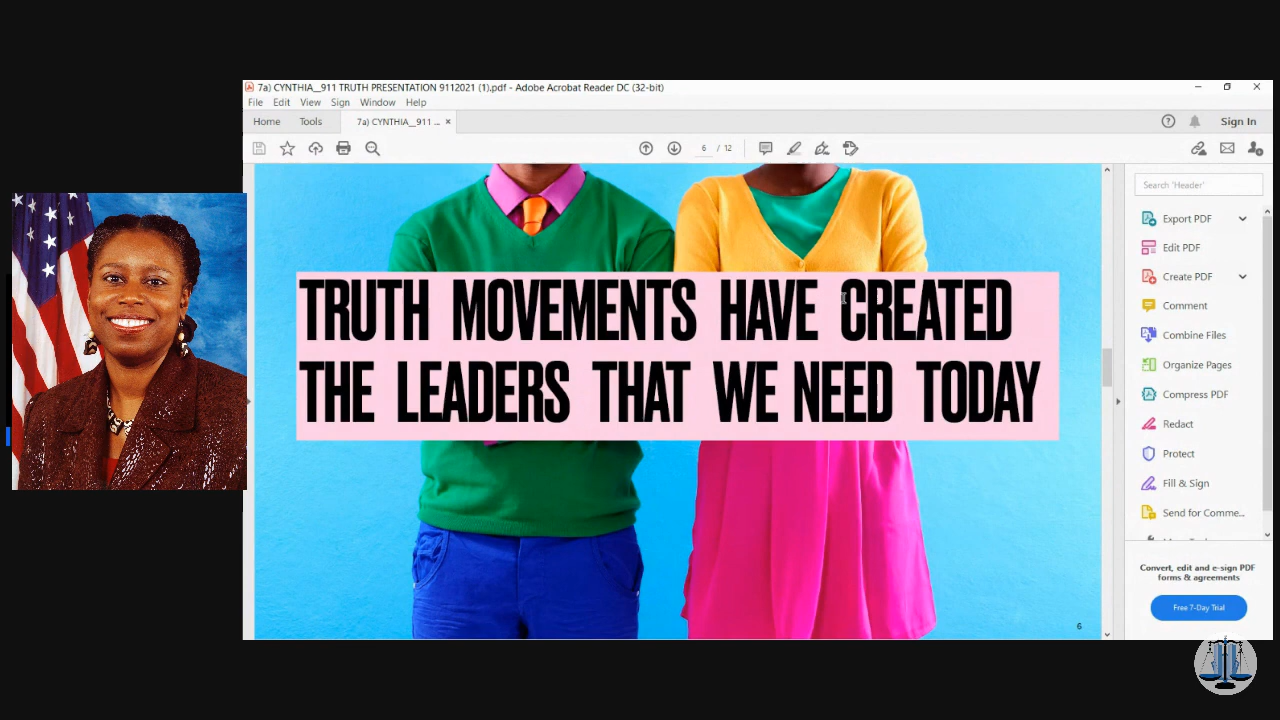 7a) CYNTHIA__911 TRUTH PRESENTATION 9112021 (1).pdf - Adobe Acrobat Reader DC (32-bit)
File Edit View Sign Window Help
Home Tools 7a) CYNTHIA__911 ... × Sign In
6 / 12
TRUTH MOVEMENTS HAVE CREATED
THE LEADERS THAT WE NEED TODAY
6
Search 'Header'
Export PDF
Edit PDF
Create PDF
Comment
Combine Files
Organize Pages
Compress PDF
Redact
Protect
Fill & Sign
Send for Comme...
Convert, edit and e-sign PDF
forms & agreements
Free 7-Day Trial